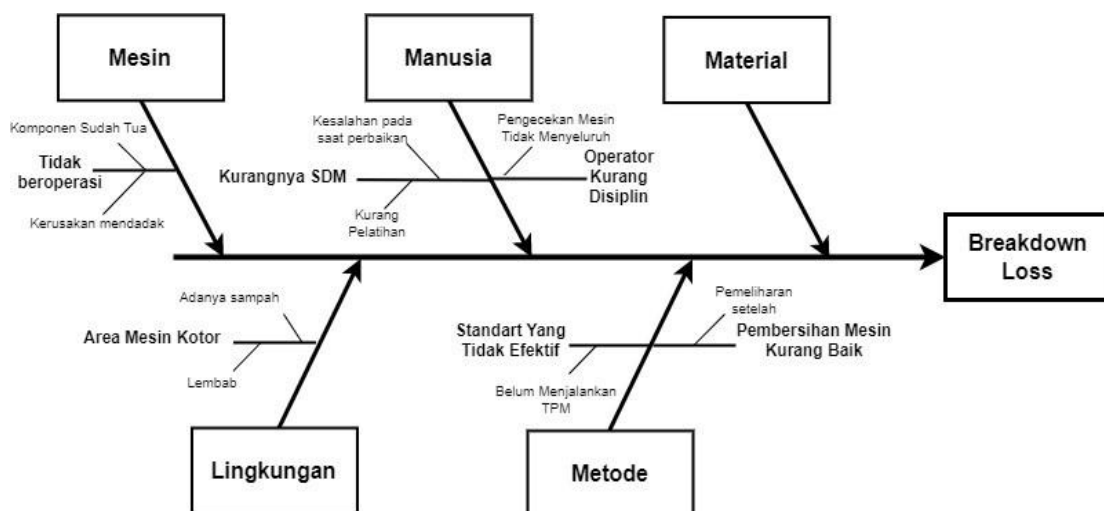 Mesin
Manusia
Material
Komponen Sudah Tua
Tidak
beroperasi
Kerusakan mendadak
Kesalahan pada
saat perbaikan
Kurangnya SDM
Kurang
Pelatihan
Pengecekan Mesin
Tidak Menyeluruh
Operator
Kurang
Disiplin
Breakdown
Loss
Adanya sampah
Area Mesin Kotor
Lembab
Standart Yang
Tidak Efektif
Belum Menjalankan
TPM
Pemeliharan
setelah
Pembersihan Mesin
Kurang Baik
Lingkungan
Metode